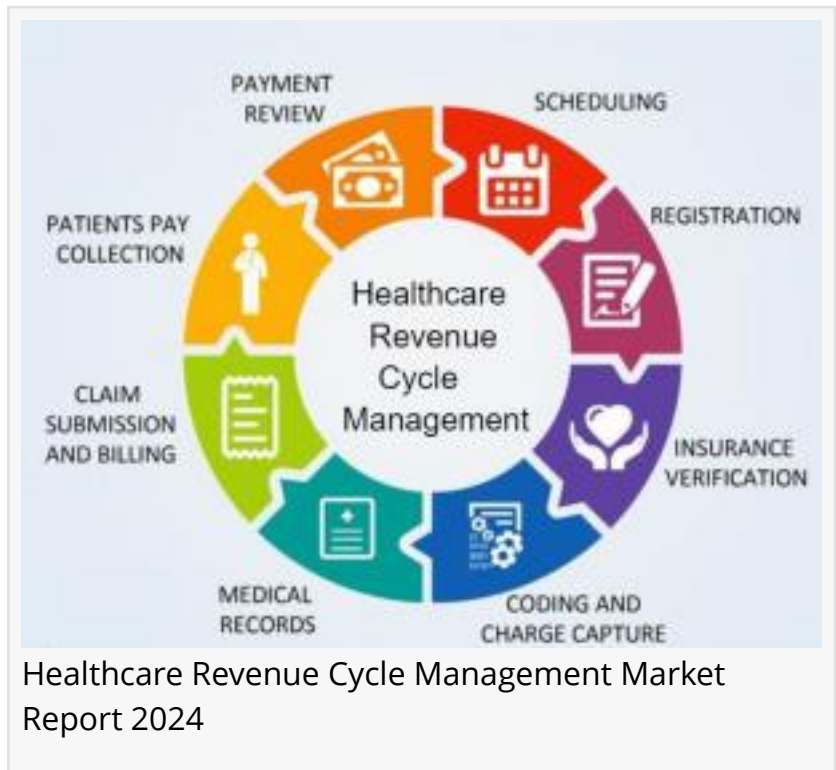 PAYMENT
REVIEW
SCHEDULING
REGISTRATION
INSURANCE
VERIFICATION
CODING AND
CHARGE CAPTURE
MEDICAL
RECORDS
CLAIM
SUBMISSION
AND BILLING
PATIENTS PAY
COLLECTION
Healthcare
Revenue
Cycle
Management
Healthcare Revenue Cycle Management Market
Report 2024